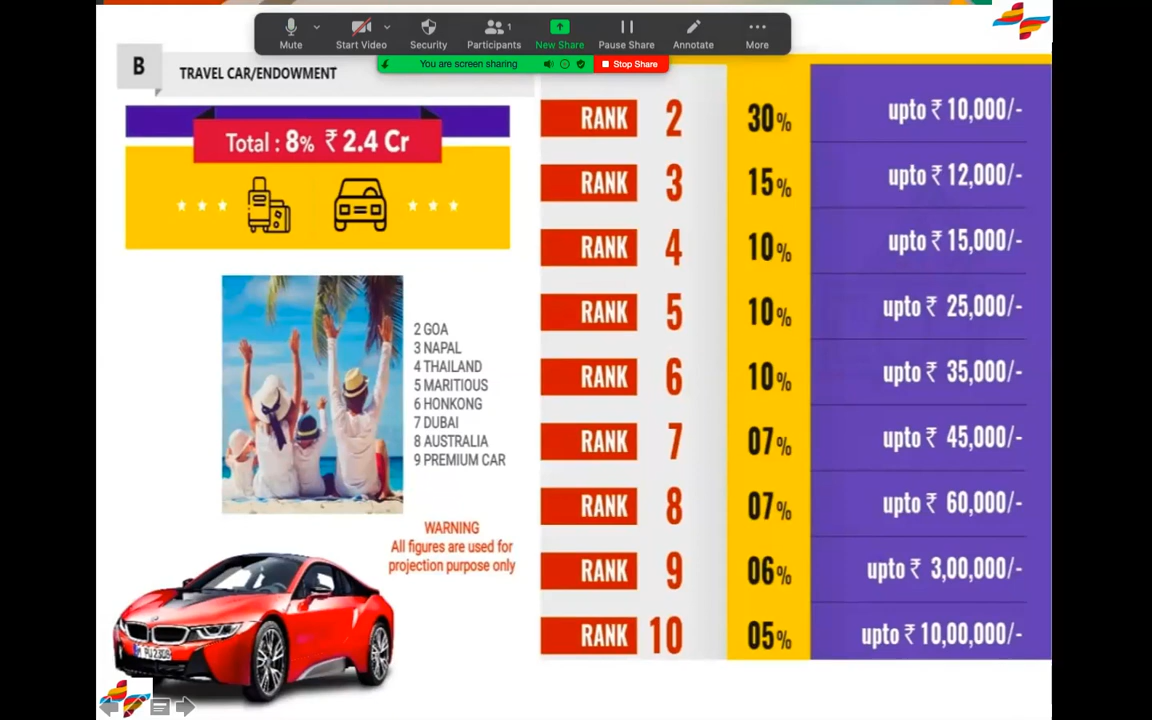 Mute
Start Video
Security
Participants 1
New Share
Pause Share
Annotate
More
You are screen sharing
Stop Share
B
TRAVEL CAR/ENDOWMENT
Total : 8% ₹ 2.4 Cr
2 GOA
3 NAPAL
4 THAILAND
5 MARITIOUS
6 HONKONG
7 DUBAI
8 AUSTRALIA
9 PREMIUM CAR
WARNING
All figures are used for
projection purpose only
RANK 2 30% upto ₹ 10,000/-
RANK 3 15% upto ₹ 12,000/-
RANK 4 10% upto ₹ 15,000/-
RANK 5 10% upto ₹ 25,000/-
RANK 6 10% upto ₹ 35,000/-
RANK 7 07% upto ₹ 45,000/-
RANK 8 07% upto ₹ 60,000/-
RANK 9 06% upto ₹ 3,00,000/-
RANK 10 05% upto ₹ 10,00,000/-